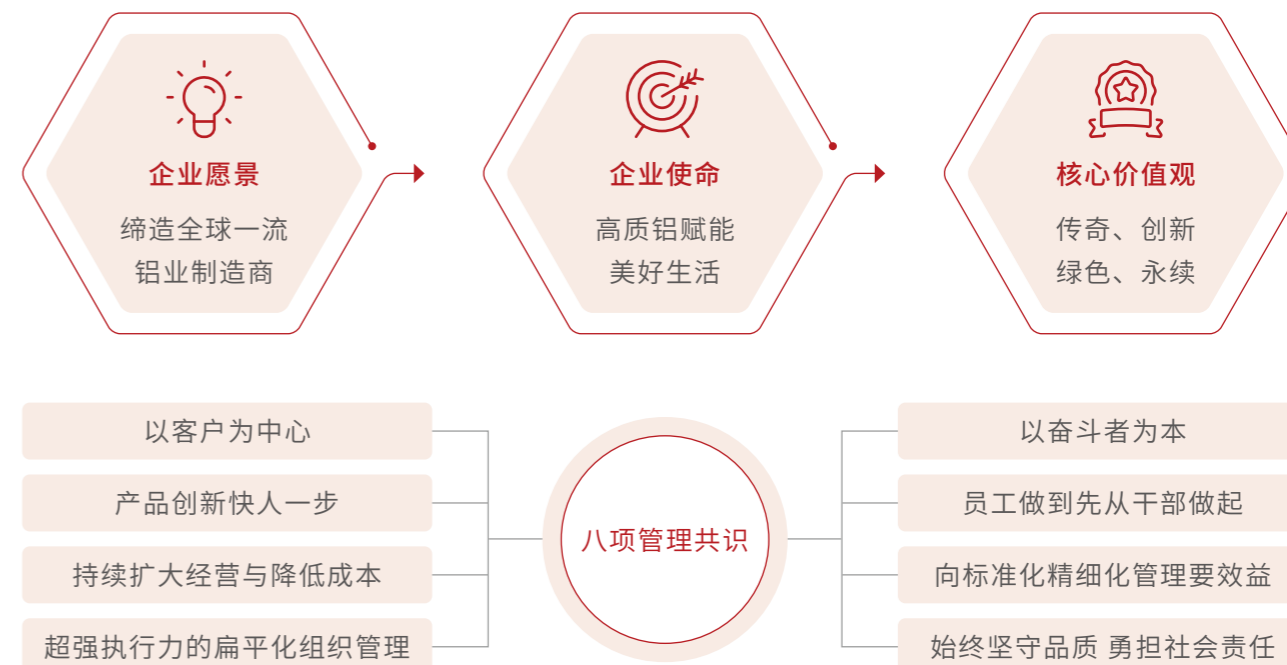 企业愿景
缔造全球一流
铝业制造商
企业使命
高质铝赋能
美好生活
核心价值观
传奇、创新
绿色、永续
以客户为中心
产品创新快人一步
持续扩大经营与降低成本
超强执行力的扁平化组织管理
八项管理共识
以奋斗者为本
员工做到先从干部做起
向标准化精细化管理要效益
始终坚守品质 勇担社会责任